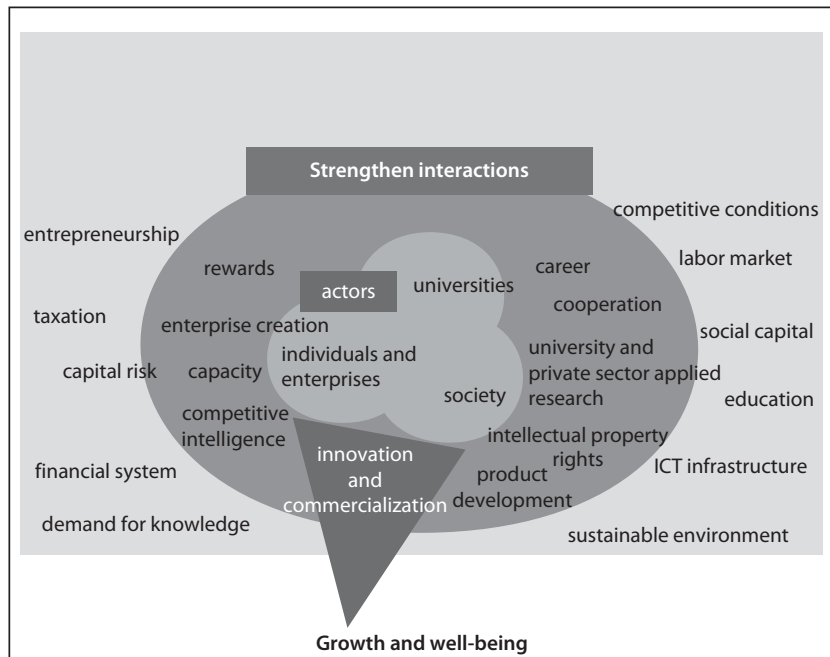 Strengthen interactions
competitive conditions
entrepreneurship
labor market
rewards
career
actors
universities
cooperation
taxation
enterprise creation
social capital
individuals and
enterprises
university and
private sector applied
research
capital risk
capacity
education
society
competitive
intelligence
intellectual property
rights
innovation
and
commercialization
product
development
financial system
ICT infrastructure
demand for knowledge
sustainable environment
Growth and well-being